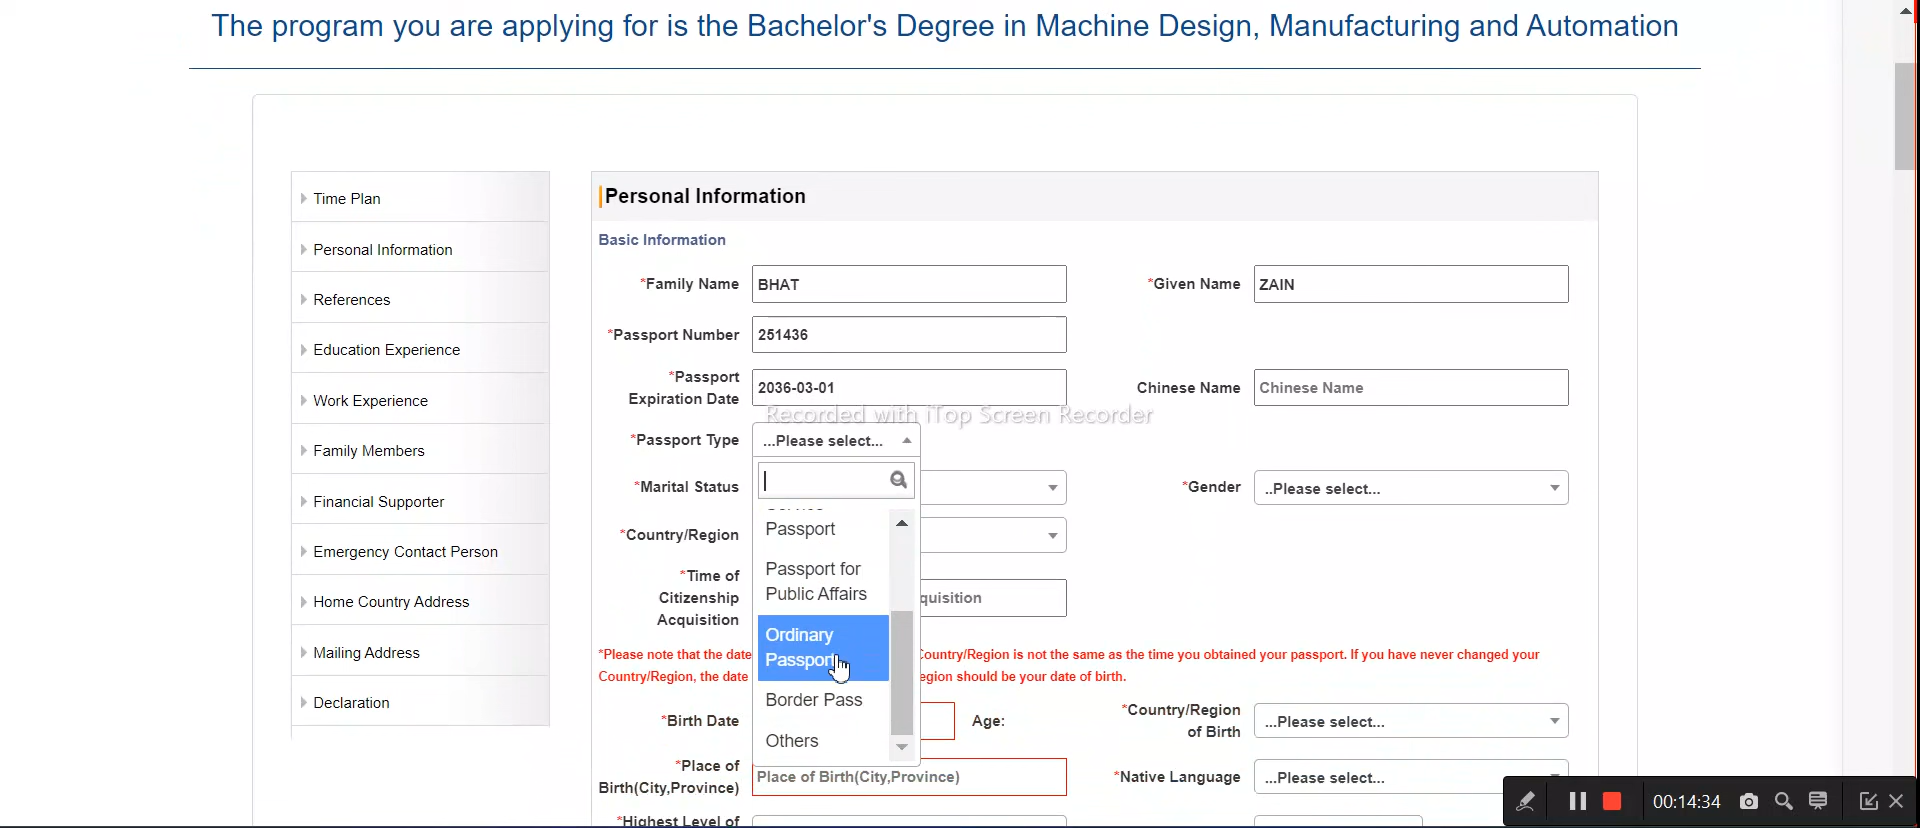 The program you are applying for is the Bachelor's Degree in Machine Design, Manufacturing and Automation
Time Plan
Personal Information
References
Education Experience
Work Experience
Family Members
Financial Supporter
Emergency Contact Person
Home Country Address
Mailing Address
Declaration
Personal Information
Basic Information
*Family Name BHAT *Given Name ZAIN
*Passport Number 251436
*Passport Expiration Date 2036-03-01 Chinese Name Chinese Name
Recorded with iTop Screen Recorder
*Passport Type ...Please select...
*Marital Status *Gender ..Please select...
Passport
*Country/Region
Passport for
Public Affairs
*Time of
Citizenship
Acquisition
quisition
Ordinary
Passport
*Please note that the date Country/Region is not the same as the time you obtained your passport. If you have never changed your
Country/Region, the date egion should be your date of birth.
Border Pass
Others
*Birth Date Age: *Country/Region of Birth ...Please select...
*Place of
Birth(City,Province) Place of Birth(City,Province) *Native Language ...Please select...
*Highest Level of
00:14:34